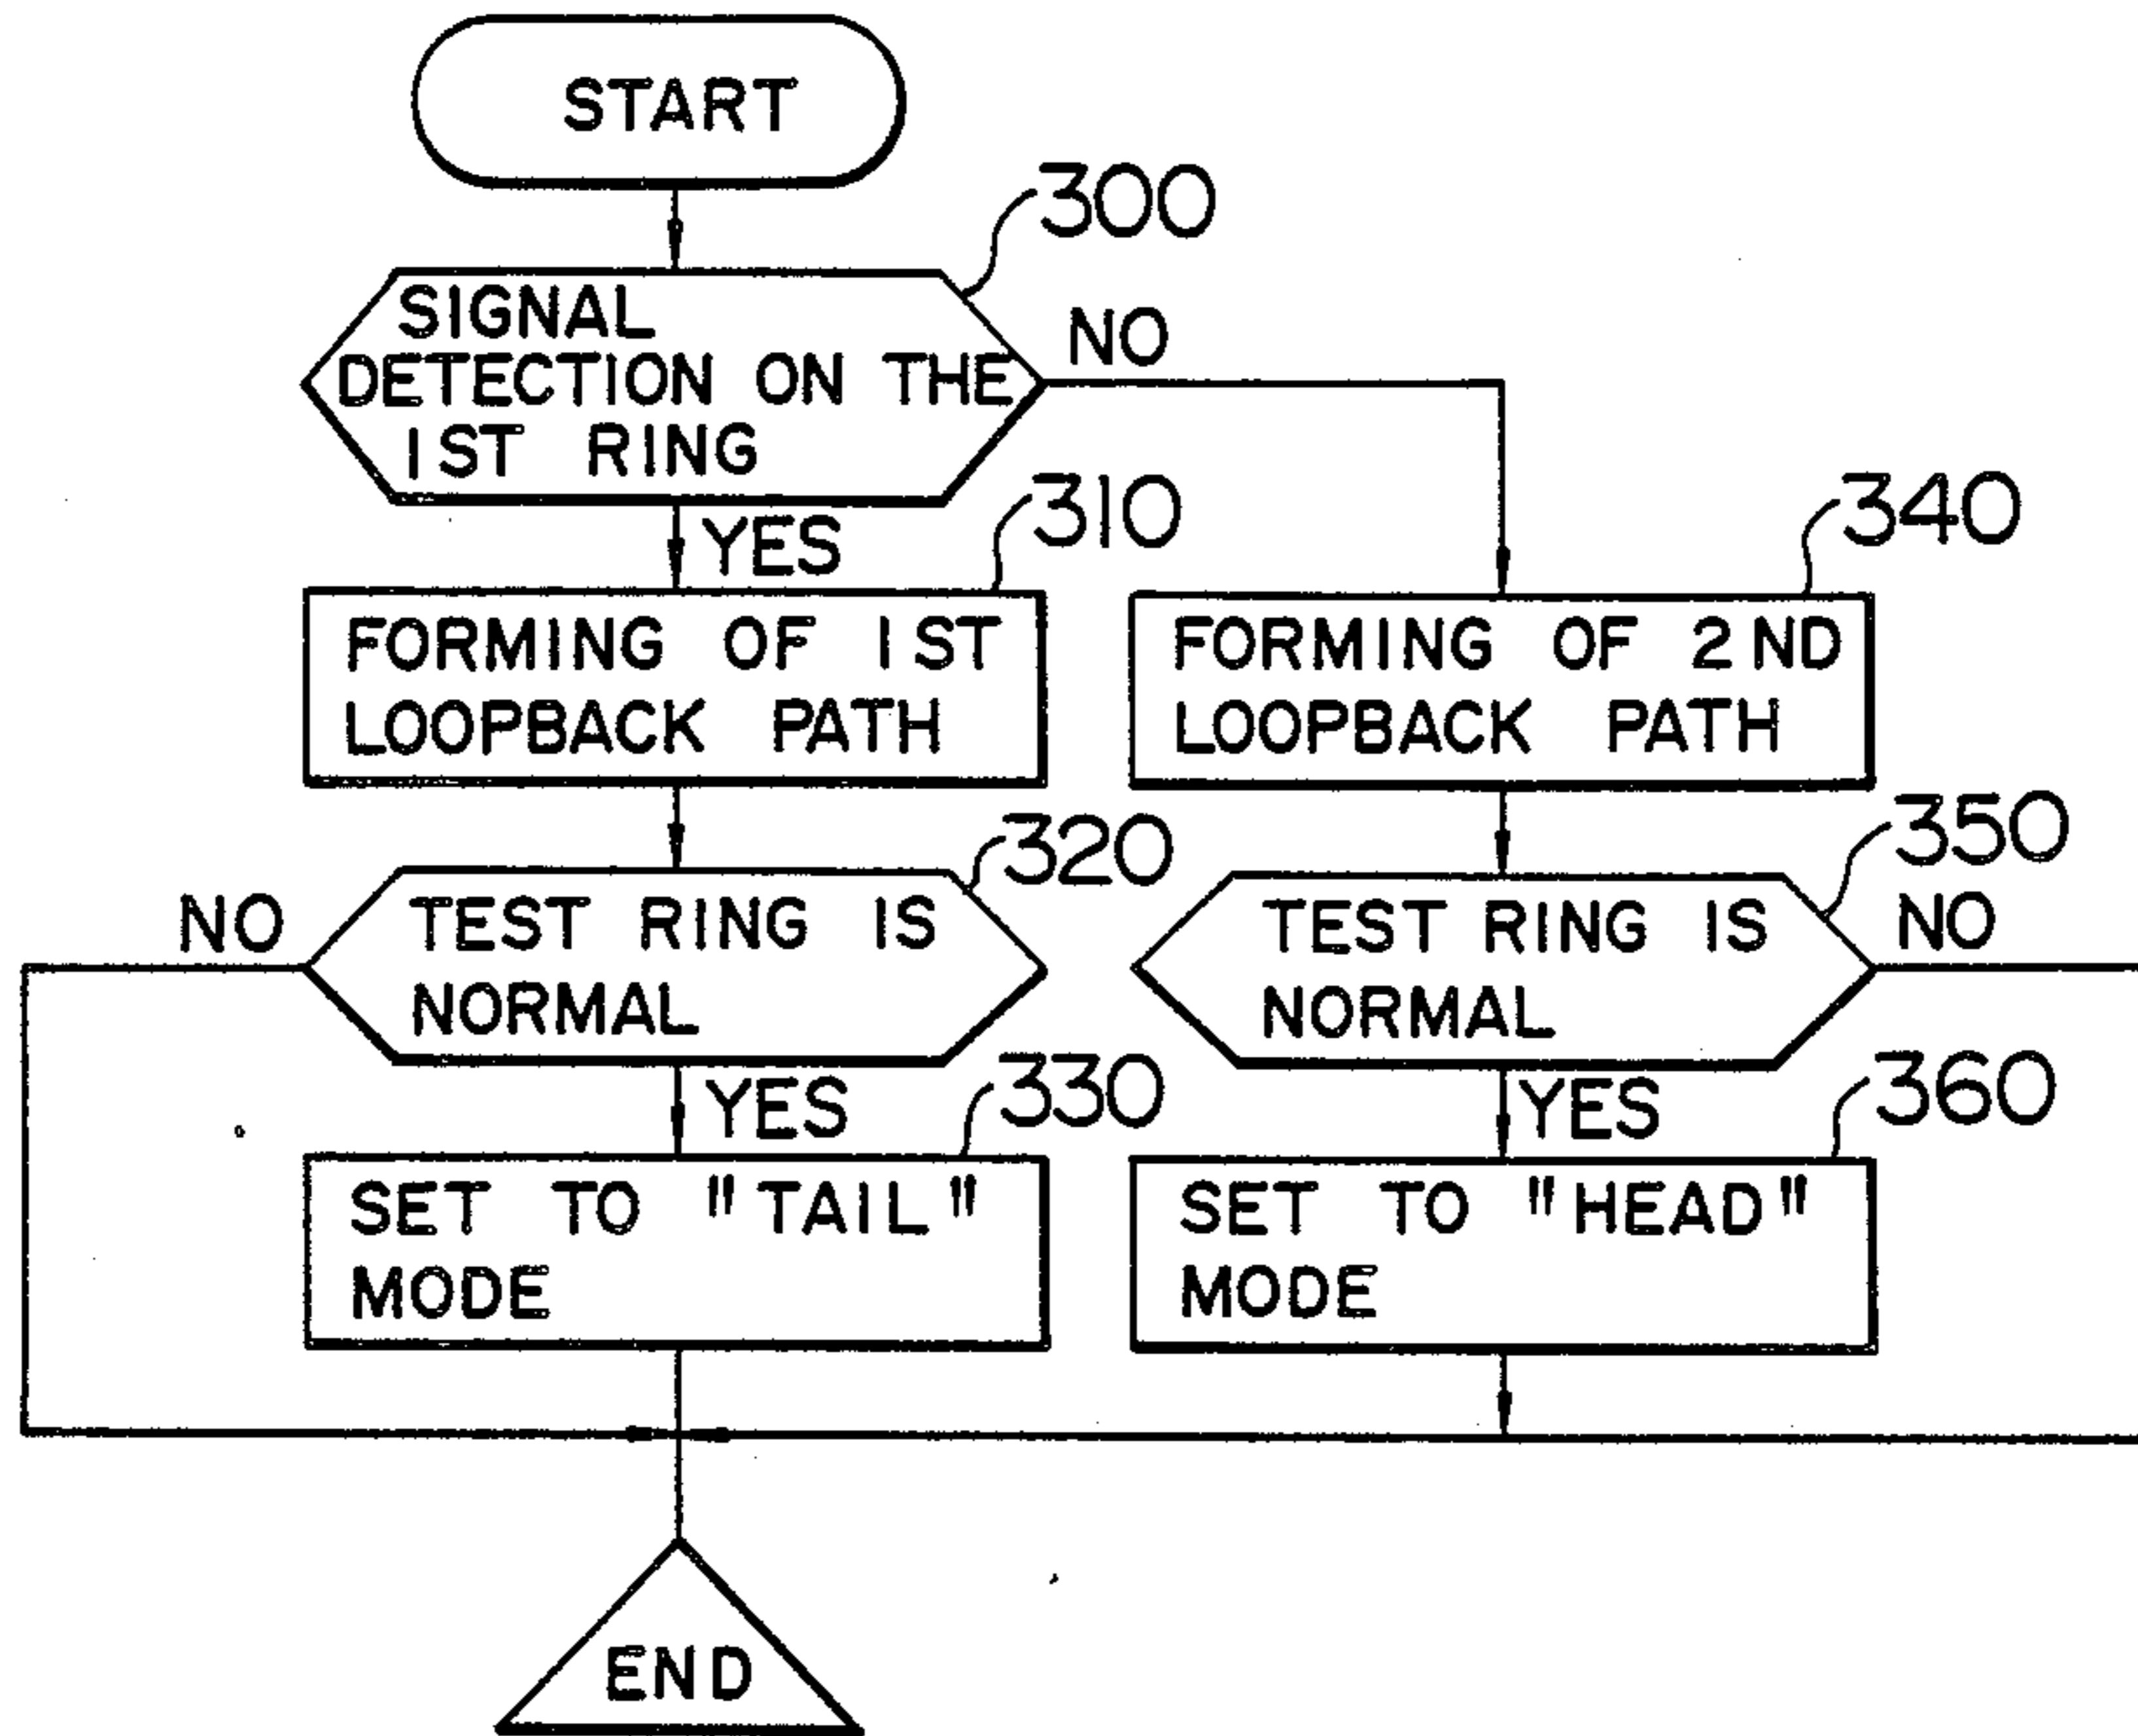 START
300
SIGNAL
DETECTION ON THE
1ST RING
NO
YES
310
340
FORMING OF 1ST
LOOPBACK PATH
FORMING OF 2ND
LOOPBACK PATH
320
350
NO
TEST RING IS
NORMAL
TEST RING IS
NORMAL
NO
YES
330
YES
360
SET TO "TAIL"
MODE
SET TO "HEAD"
MODE
END